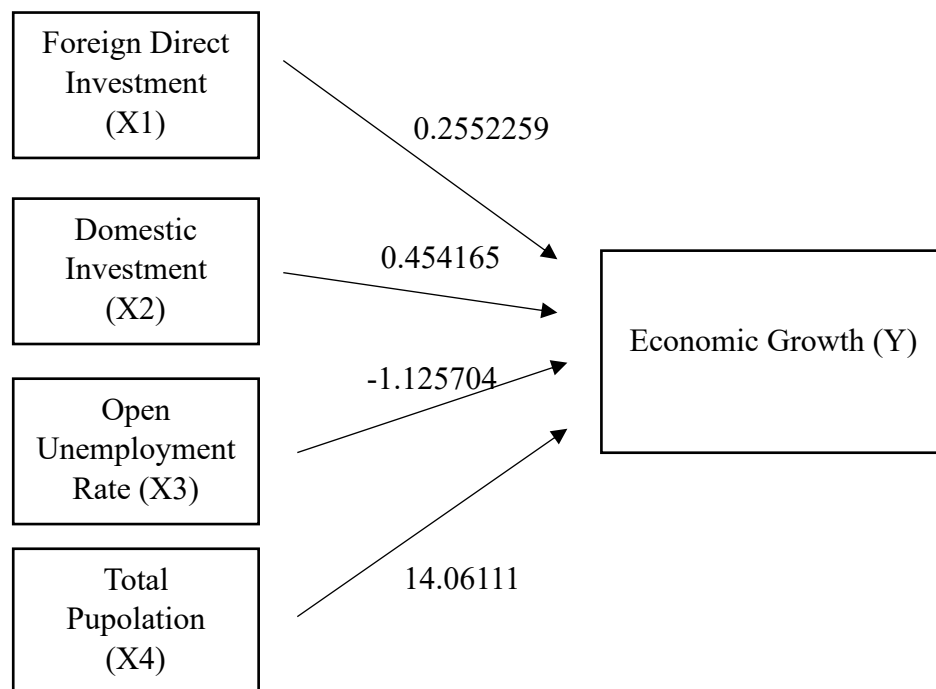 Foreign Direct
Investment
(X1)
0.2552259
Domestic
Investment
(X2)
0.454165
Economic Growth (Y)
-1.125704
Open
Unemployment
Rate (X3)
14.06111
Total
Pupolation
(X4)